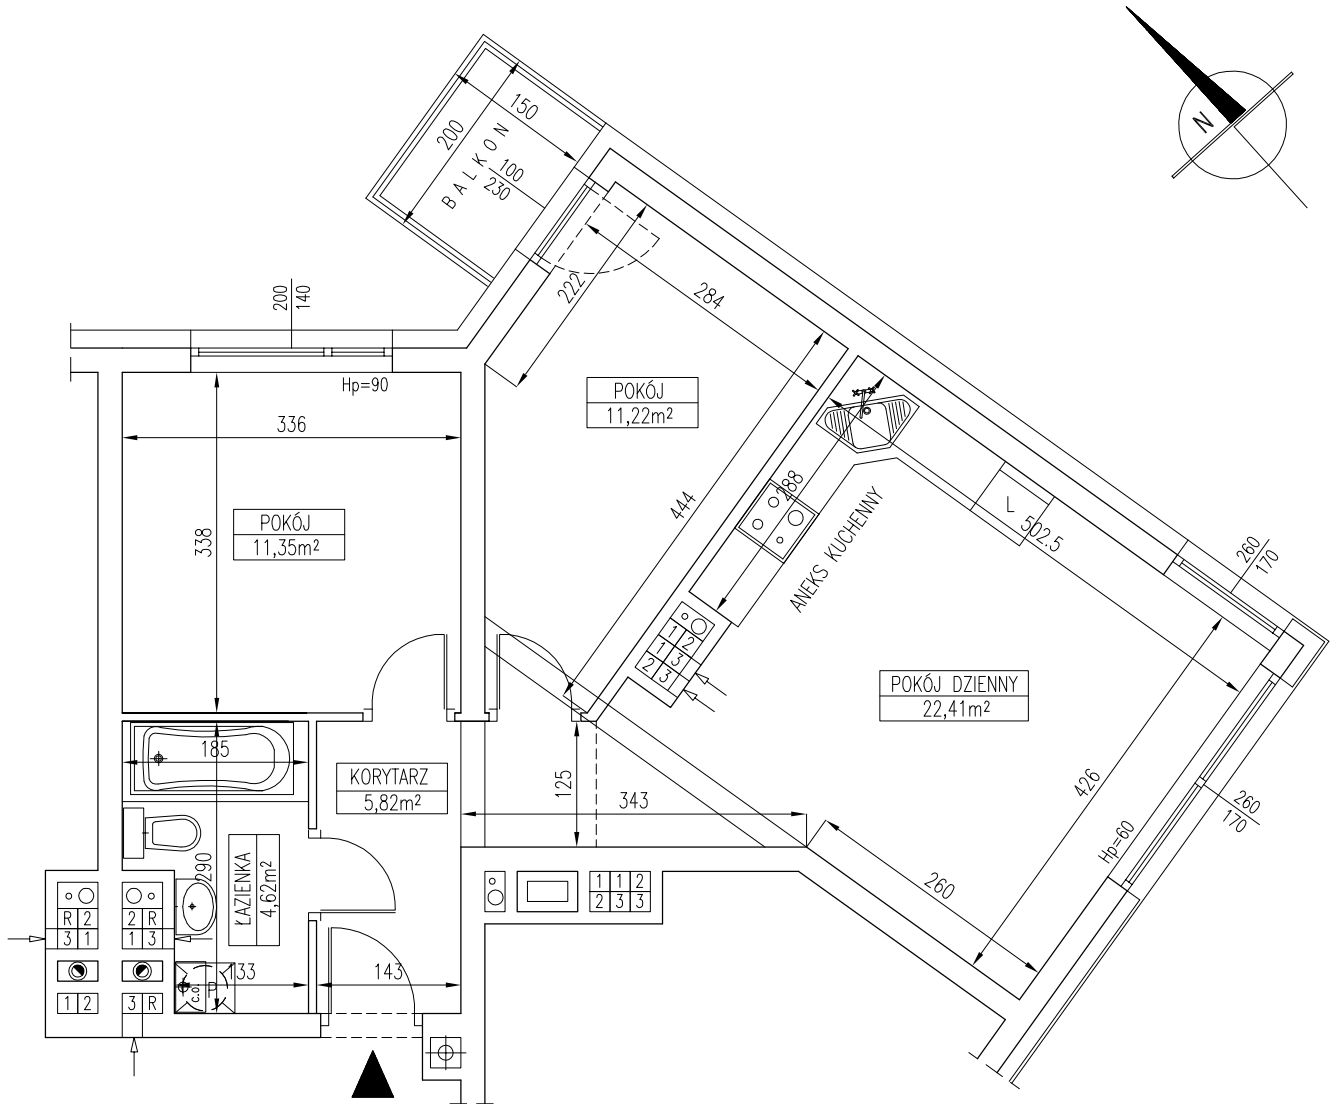 N
150
200
BALKON
100
230
222
284
200
140
Hp=90
POKÓJ
11,22m²
336
338
POKÓJ
11,35m²
444
288
ANEKS KUCHENNY
L
502.5
260
170
1 2
1 3
2 3
POKÓJ DZIENNY
22,41m²
426
Hp=60
260
170
185
KORYTARZ
5,82m²
125
343
260
290
ŁAZIENKA
4,62m²
1 1 2
2 3 3
R 2
3 1
2 R
1 3
1 2
3 R
c.o.
P
133
143